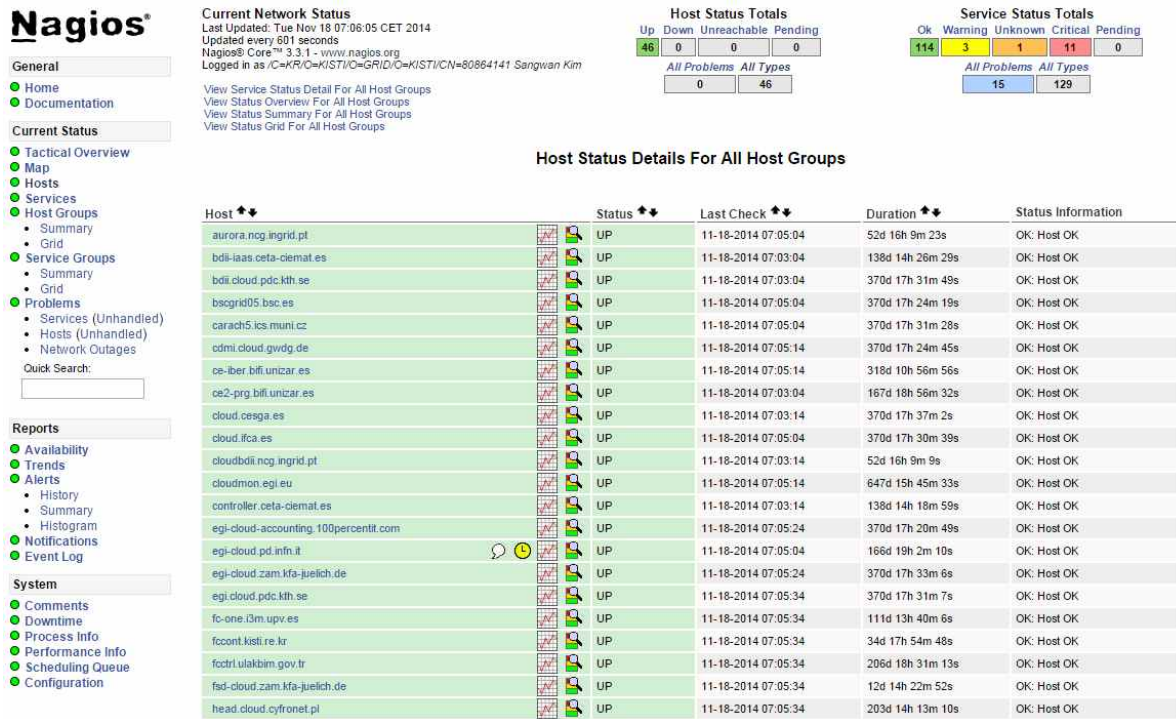 Nagios®
General
Home
Documentation
Current Status
Tactical Overview
Map
Hosts
Services
Host Groups
Summary
Grid
Service Groups
Summary
Grid
Problems
Services (Unhandled)
Hosts (Unhandled)
Network Outages
Quick Search:
Reports
Availability
Trends
Alerts
History
Summary
Histogram
Notifications
Event Log
System
Comments
Downtime
Process Info
Performance Info
Scheduling Queue
Configuration
Current Network Status
Last Updated: Tue Nov 18 07:06:05 CET 2014
Updated every 601 seconds
Nagios® Core™ 3.3.1 - www.nagios.org
Logged in as /C=KR/O=KISTI/O=GRID/O=KISTI/CN=80864141 Sangwan Kim
View Service Status Detail For All Host Groups
View Status Overview For All Host Groups
View Status Summary For All Host Groups
View Status Grid For All Host Groups
Host Status Totals
Up Down Unreachable Pending
46 0 0 0
All Problems All Types
0 46
Service Status Totals
Ok Warning Unknown Critical Pending
114 3 1 11 0
All Problems All Types
15 129
Host Status Details For All Host Groups
Host Status Last Check Duration Status Information
aurora.ncg.ingrid.pt UP 11-18-2014 07:05:04 52d 16h 9m 23s OK: Host OK
bdii-iaas.ceta-ciemat.es UP 11-18-2014 07:03:04 138d 14h 26m 29s OK: Host OK
bdii.cloud.pdc.kth.se UP 11-18-2014 07:03:04 370d 17h 31m 49s OK: Host OK
bscgrid05.bsc.es UP 11-18-2014 07:05:04 370d 17h 24m 19s OK: Host OK
carach5.ics.muni.cz UP 11-18-2014 07:05:04 370d 17h 31m 28s OK: Host OK
cdmi.cloud.gwdg.de UP 11-18-2014 07:05:14 370d 17h 24m 45s OK: Host OK
ce-iber.bifi.unizar.es UP 11-18-2014 07:05:14 318d 10h 56m 56s OK: Host OK
ce2-prg.bifi.unizar.es UP 11-18-2014 07:03:04 167d 18h 56m 32s OK: Host OK
cloud.cesga.es UP 11-18-2014 07:03:14 370d 17h 37m 2s OK: Host OK
cloud.ifca.es UP 11-18-2014 07:05:04 370d 17h 30m 39s OK: Host OK
cloudbdii.ncg.ingrid.pt UP 11-18-2014 07:03:14 52d 16h 9m 9s OK: Host OK
cloudmon.egi.eu UP 11-18-2014 07:05:14 647d 15h 45m 33s OK: Host OK
controller.ceta-ciemat.es UP 11-18-2014 07:03:14 138d 14h 18m 59s OK: Host OK
egi-cloud-accounting.100percentit.com UP 11-18-2014 07:05:24 370d 17h 20m 49s OK: Host OK
egi-cloud.pd.infn.it UP 11-18-2014 07:05:04 166d 19h 2m 10s OK: Host OK
egi-cloud.zam.kfa-juelich.de UP 11-18-2014 07:05:24 370d 17h 33m 6s OK: Host OK
egi.cloud.pdc.kth.se UP 11-18-2014 07:05:34 370d 17h 31m 7s OK: Host OK
fc-one.i3m.upv.es UP 11-18-2014 07:05:34 111d 13h 40m 6s OK: Host OK
fccont.kisti.re.kr UP 11-18-2014 07:05:34 34d 17h 54m 48s OK: Host OK
fcctrl.ulakbim.gov.tr UP 11-18-2014 07:05:34 206d 18h 31m 13s OK: Host OK
fsd-cloud.zam.kfa-juelich.de UP 11-18-2014 07:05:34 12d 14h 22m 52s OK: Host OK
head.cloud.cyfronet.pl UP 11-18-2014 07:05:34 203d 14h 13m 10s OK: Host OK